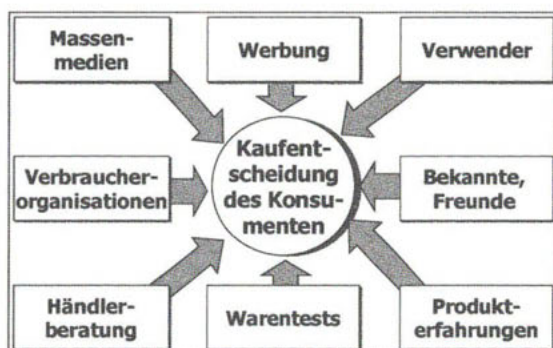 Massen-
medien
Werbung
Verwender
Kaufent-
scheidung
des Konsu-
menten
Verbraucher-
organisationen
Bekannte,
Freunde
Händler-
beratung
Warentests
Produkt-
erfahrungen